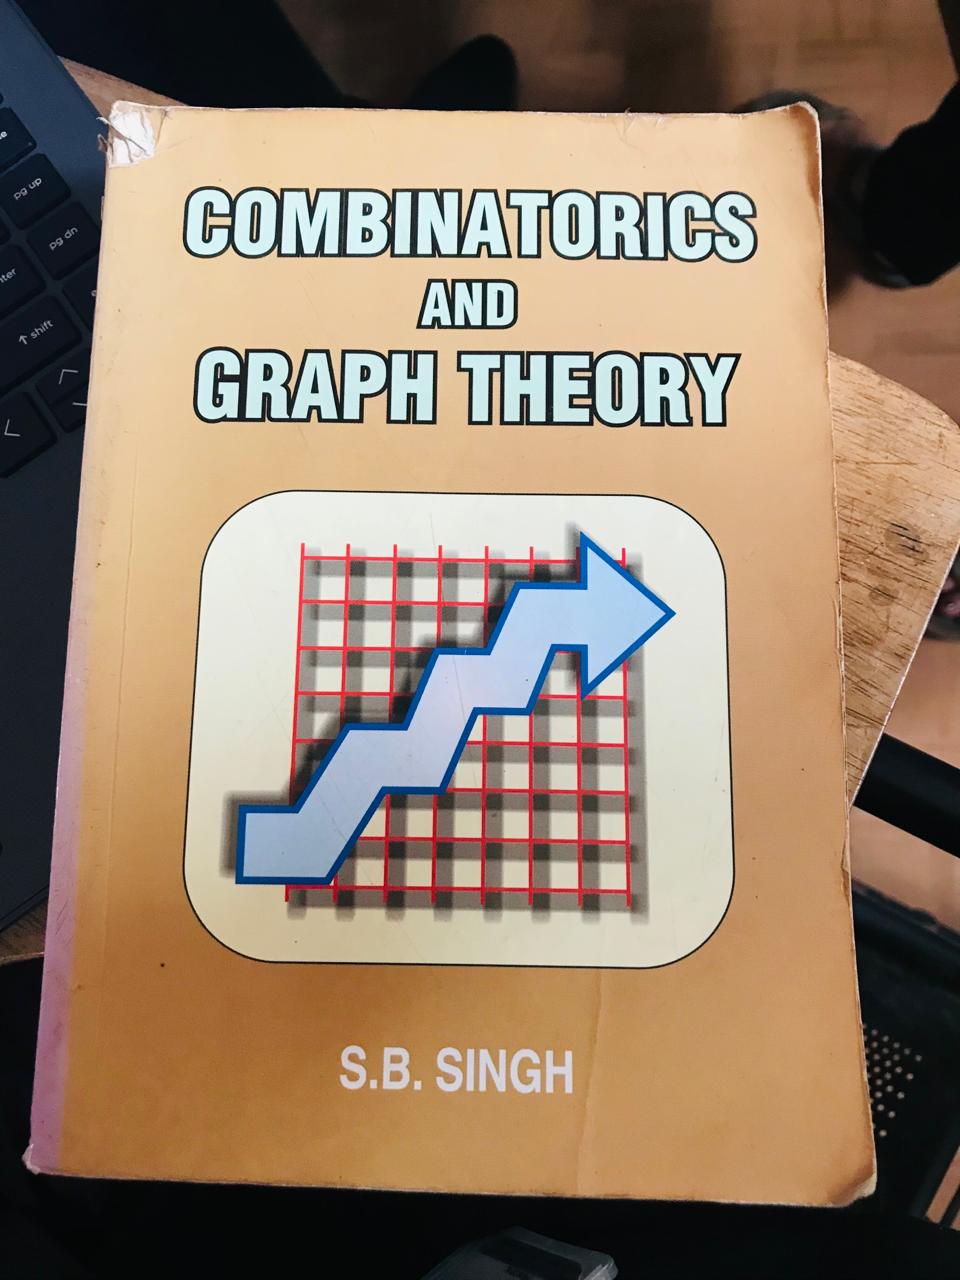 COMBINATORICS
AND
GRAPH THEORY
S.B. SINGH
pg up
pg dn
↑ shift